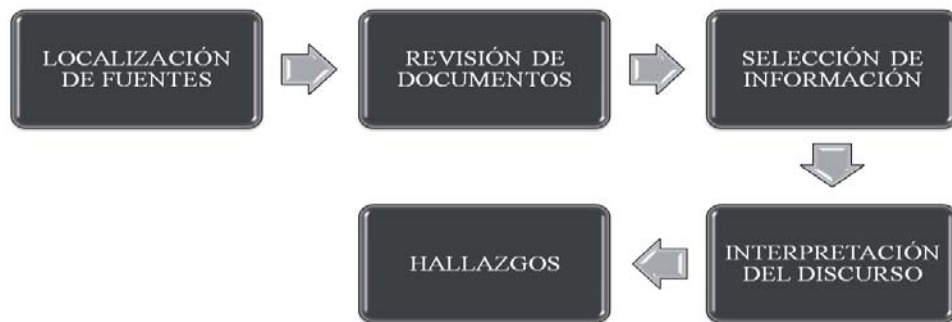 LOCALIZACIÓN
DE FUENTES
REVISIÓN DE
DOCUMENTOS
SELECCIÓN DE
INFORMACIÓN
INTERPRETACIÓN
DEL DISCURSO
HALLAZGOS